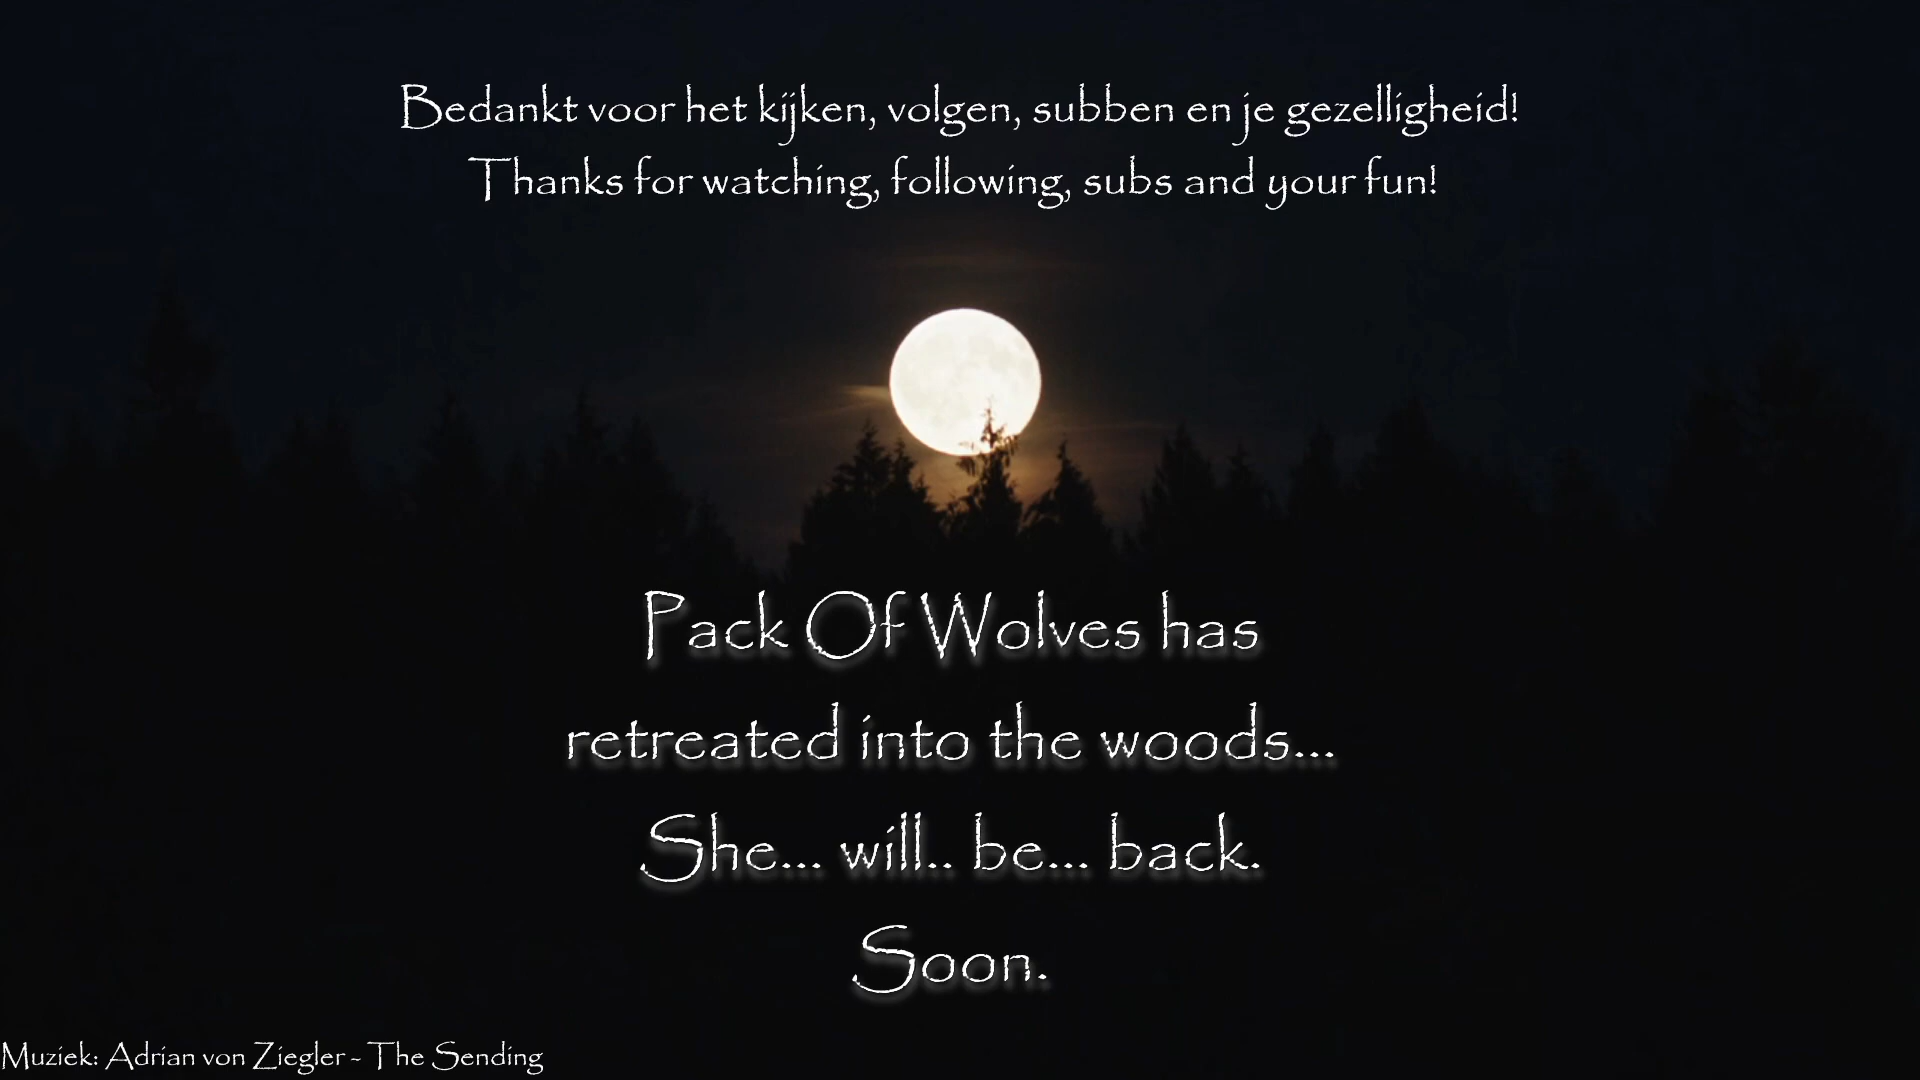 Bedankt voor het kijken, volgen, subben en je gezelligheid!
Thanks for watching, following, subs and your fun!
Pack Of Wolves has
retreated into the woods...
She... will.. be... back.
Soon.
Muziek: Adrian von Ziegler - The Sending